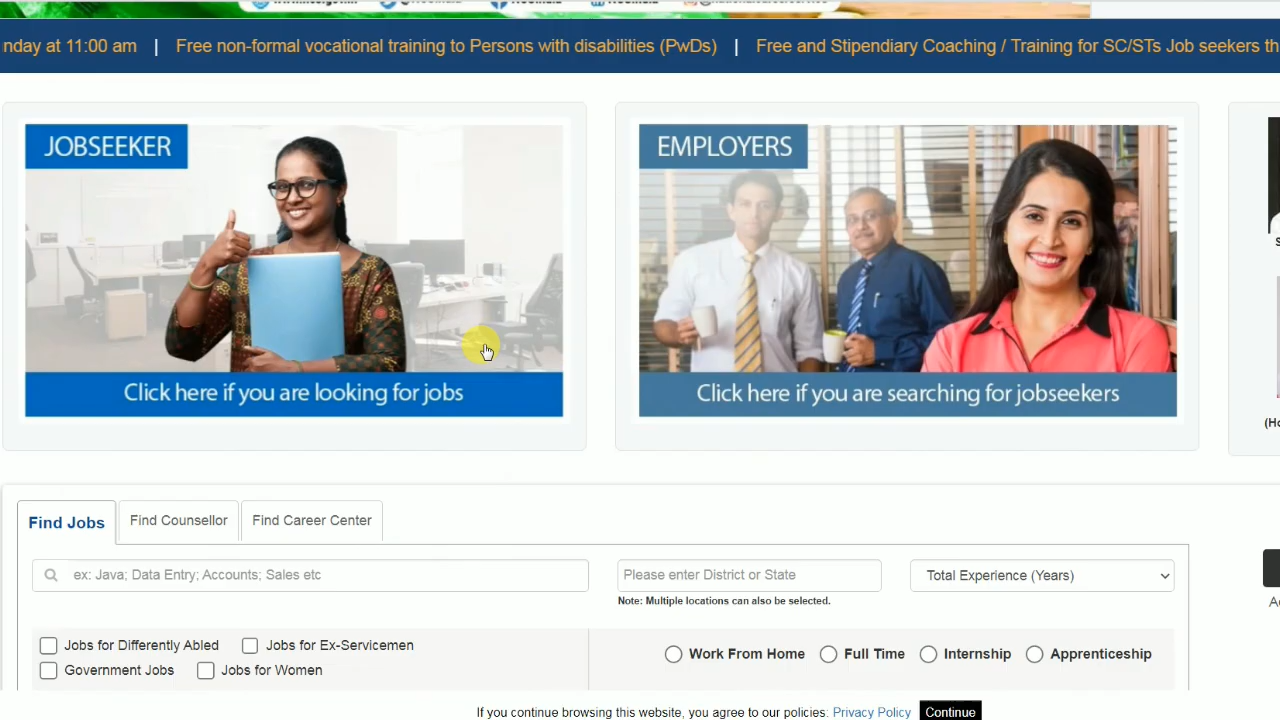 nday at 11:00 am | Free non-formal vocational training to Persons with disabilities (PwDs) | Free and Stipendiary Coaching / Training for SC/STs Job seekers th
JOBSEEKER
Click here if you are looking for jobs
EMPLOYERS
Click here if you are searching for jobseekers
(Ho
Find Jobs
Find Counsellor
Find Career Center
ex: Java; Data Entry; Accounts; Sales etc
Please enter District or State
Total Experience (Years)
Note: Multiple locations can also be selected.
Jobs for Differently Abled
Jobs for Ex-Servicemen
Government Jobs
Jobs for Women
Work From Home
Full Time
Internship
Apprenticeship
If you continue browsing this website, you agree to our policies: Privacy Policy
Continue